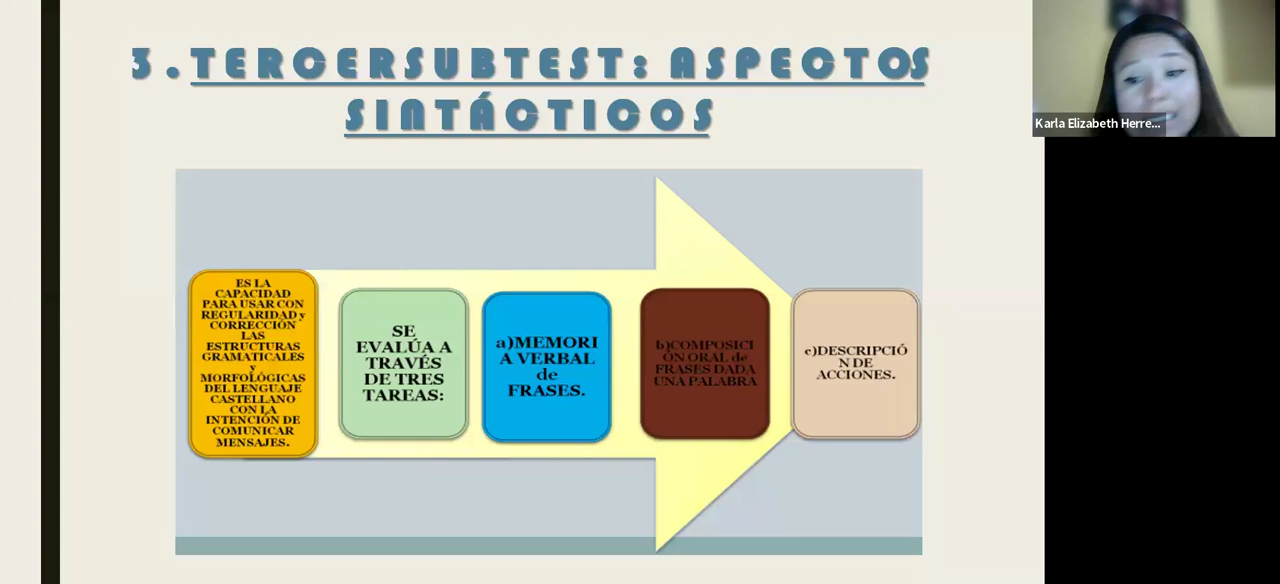 3 . TERCERSUBTEST: ASPECTOS
SINTÁCTICOS
Karla Elizabeth Herre...
ES LA
CAPACIDAD
PARA USAR CON
REGULARIDAD y
CORRECCIÓN
LAS
ESTRUCTURAS
GRAMATICALES
y
MORFOLÓGICAS
DEL LENGUAJE
CASTELLANO
CON LA
INTENCIÓN DE
COMUNICAR
MENSAJES.
SE
EVALÚA A
TRAVÉS
DE TRES
TAREAS:
a)MEMORI
A VERBAL
de
FRASES.
b)COMPOSICI
ÓN ORAL de
FRASES DADA
UNA PALABRA
c)DESCRIPCIÓ
N DE
ACCIONES.